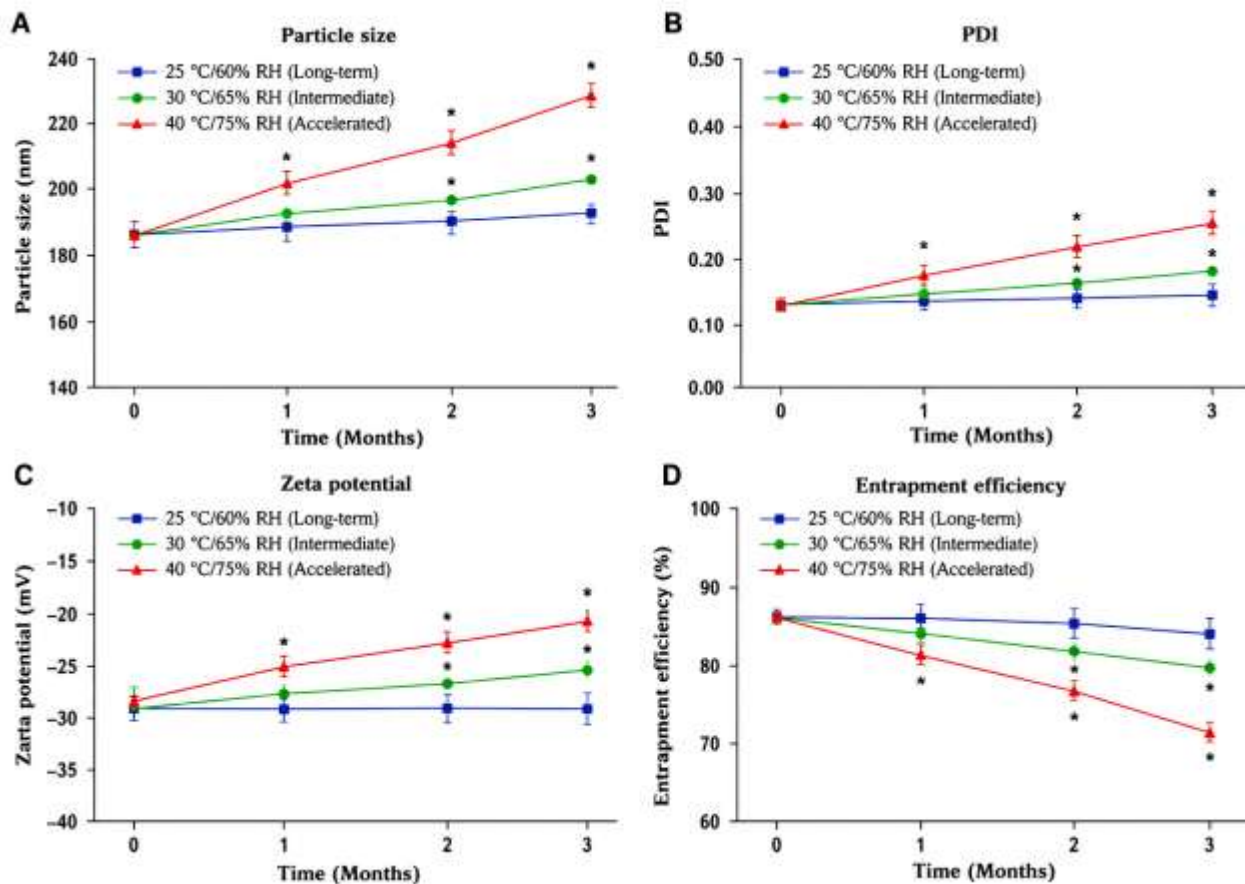 A
Particle size
240
220
200
180
160
140
Particle size (nm)
25 °C/60% RH (Long-term)
30 °C/65% RH (Intermediate)
40 °C/75% RH (Accelerated)
*
*
*
*
*
0 1 2 3
Time (Months)
B
PDI
0.50
0.40
0.30
0.20
0.10
0.00
PDI
25 °C/60% RH (Long-term)
30 °C/65% RH (Intermediate)
40 °C/75% RH (Accelerated)
*
*
*
*
*
0 1 2 3
Time (Months)
C
Zeta potential
−10
−15
−20
−25
−30
−35
−40
Zarta potential (mV)
25 °C/60% RH (Long-term)
30 °C/65% RH (Intermediate)
40 °C/75% RH (Accelerated)
*
*
*
*
*
0 1 2 3
Time (Months)
D
Entrapment efficiency
100
90
80
70
60
Entrapment efficiency (%)
25 °C/60% RH (Long-term)
30 °C/65% RH (Intermediate)
40 °C/75% RH (Accelerated)
*
*
*
*
*
0 1 2 3
Time (Months)